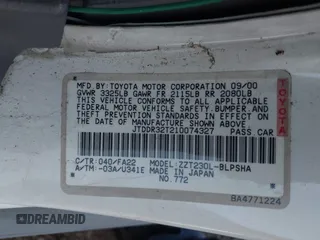 MFD. BY: TOYOTA MOTOR CORPORATION 09/00
GVWR 3325LB GAWR FR 2115LB RR 2080LB
THIS VEHICLE CONFORMS TO ALL APPLICABLE
FEDERAL MOTOR VEHICLE SAFETY, BUMPER, AND
THEFT PREVENTION STANDARDS IN EFFECT ON
THE DATE OF MANUFACTURE SHOWN ABOVE.
JTDDR32T210074327 PASS. CAR
TOYOTA
C/TR: 040/FA22 MODEL: ZZT230L-BLPSHA
A/TM: -03A/U341E MADE IN JAPAN
NO. 772
BA4771224
AUTOBIDMASTER